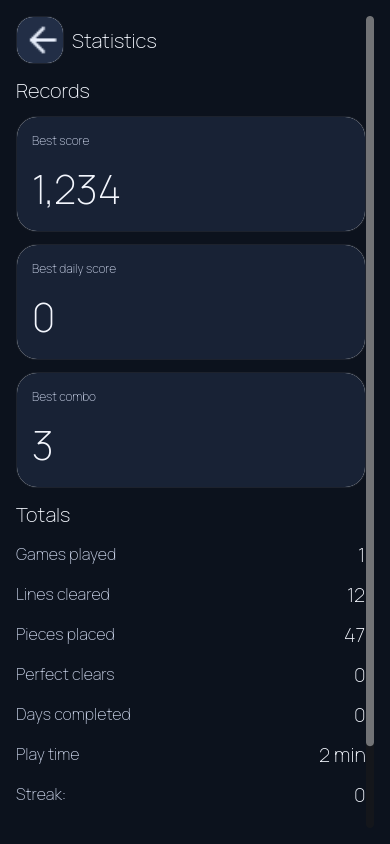 Statistics
Records
Best score
1,234
Best daily score
0
Best combo
3
Totals
Games played 1
Lines cleared 12
Pieces placed 47
Perfect clears 0
Days completed 0
Play time 2 min
Streak: 0